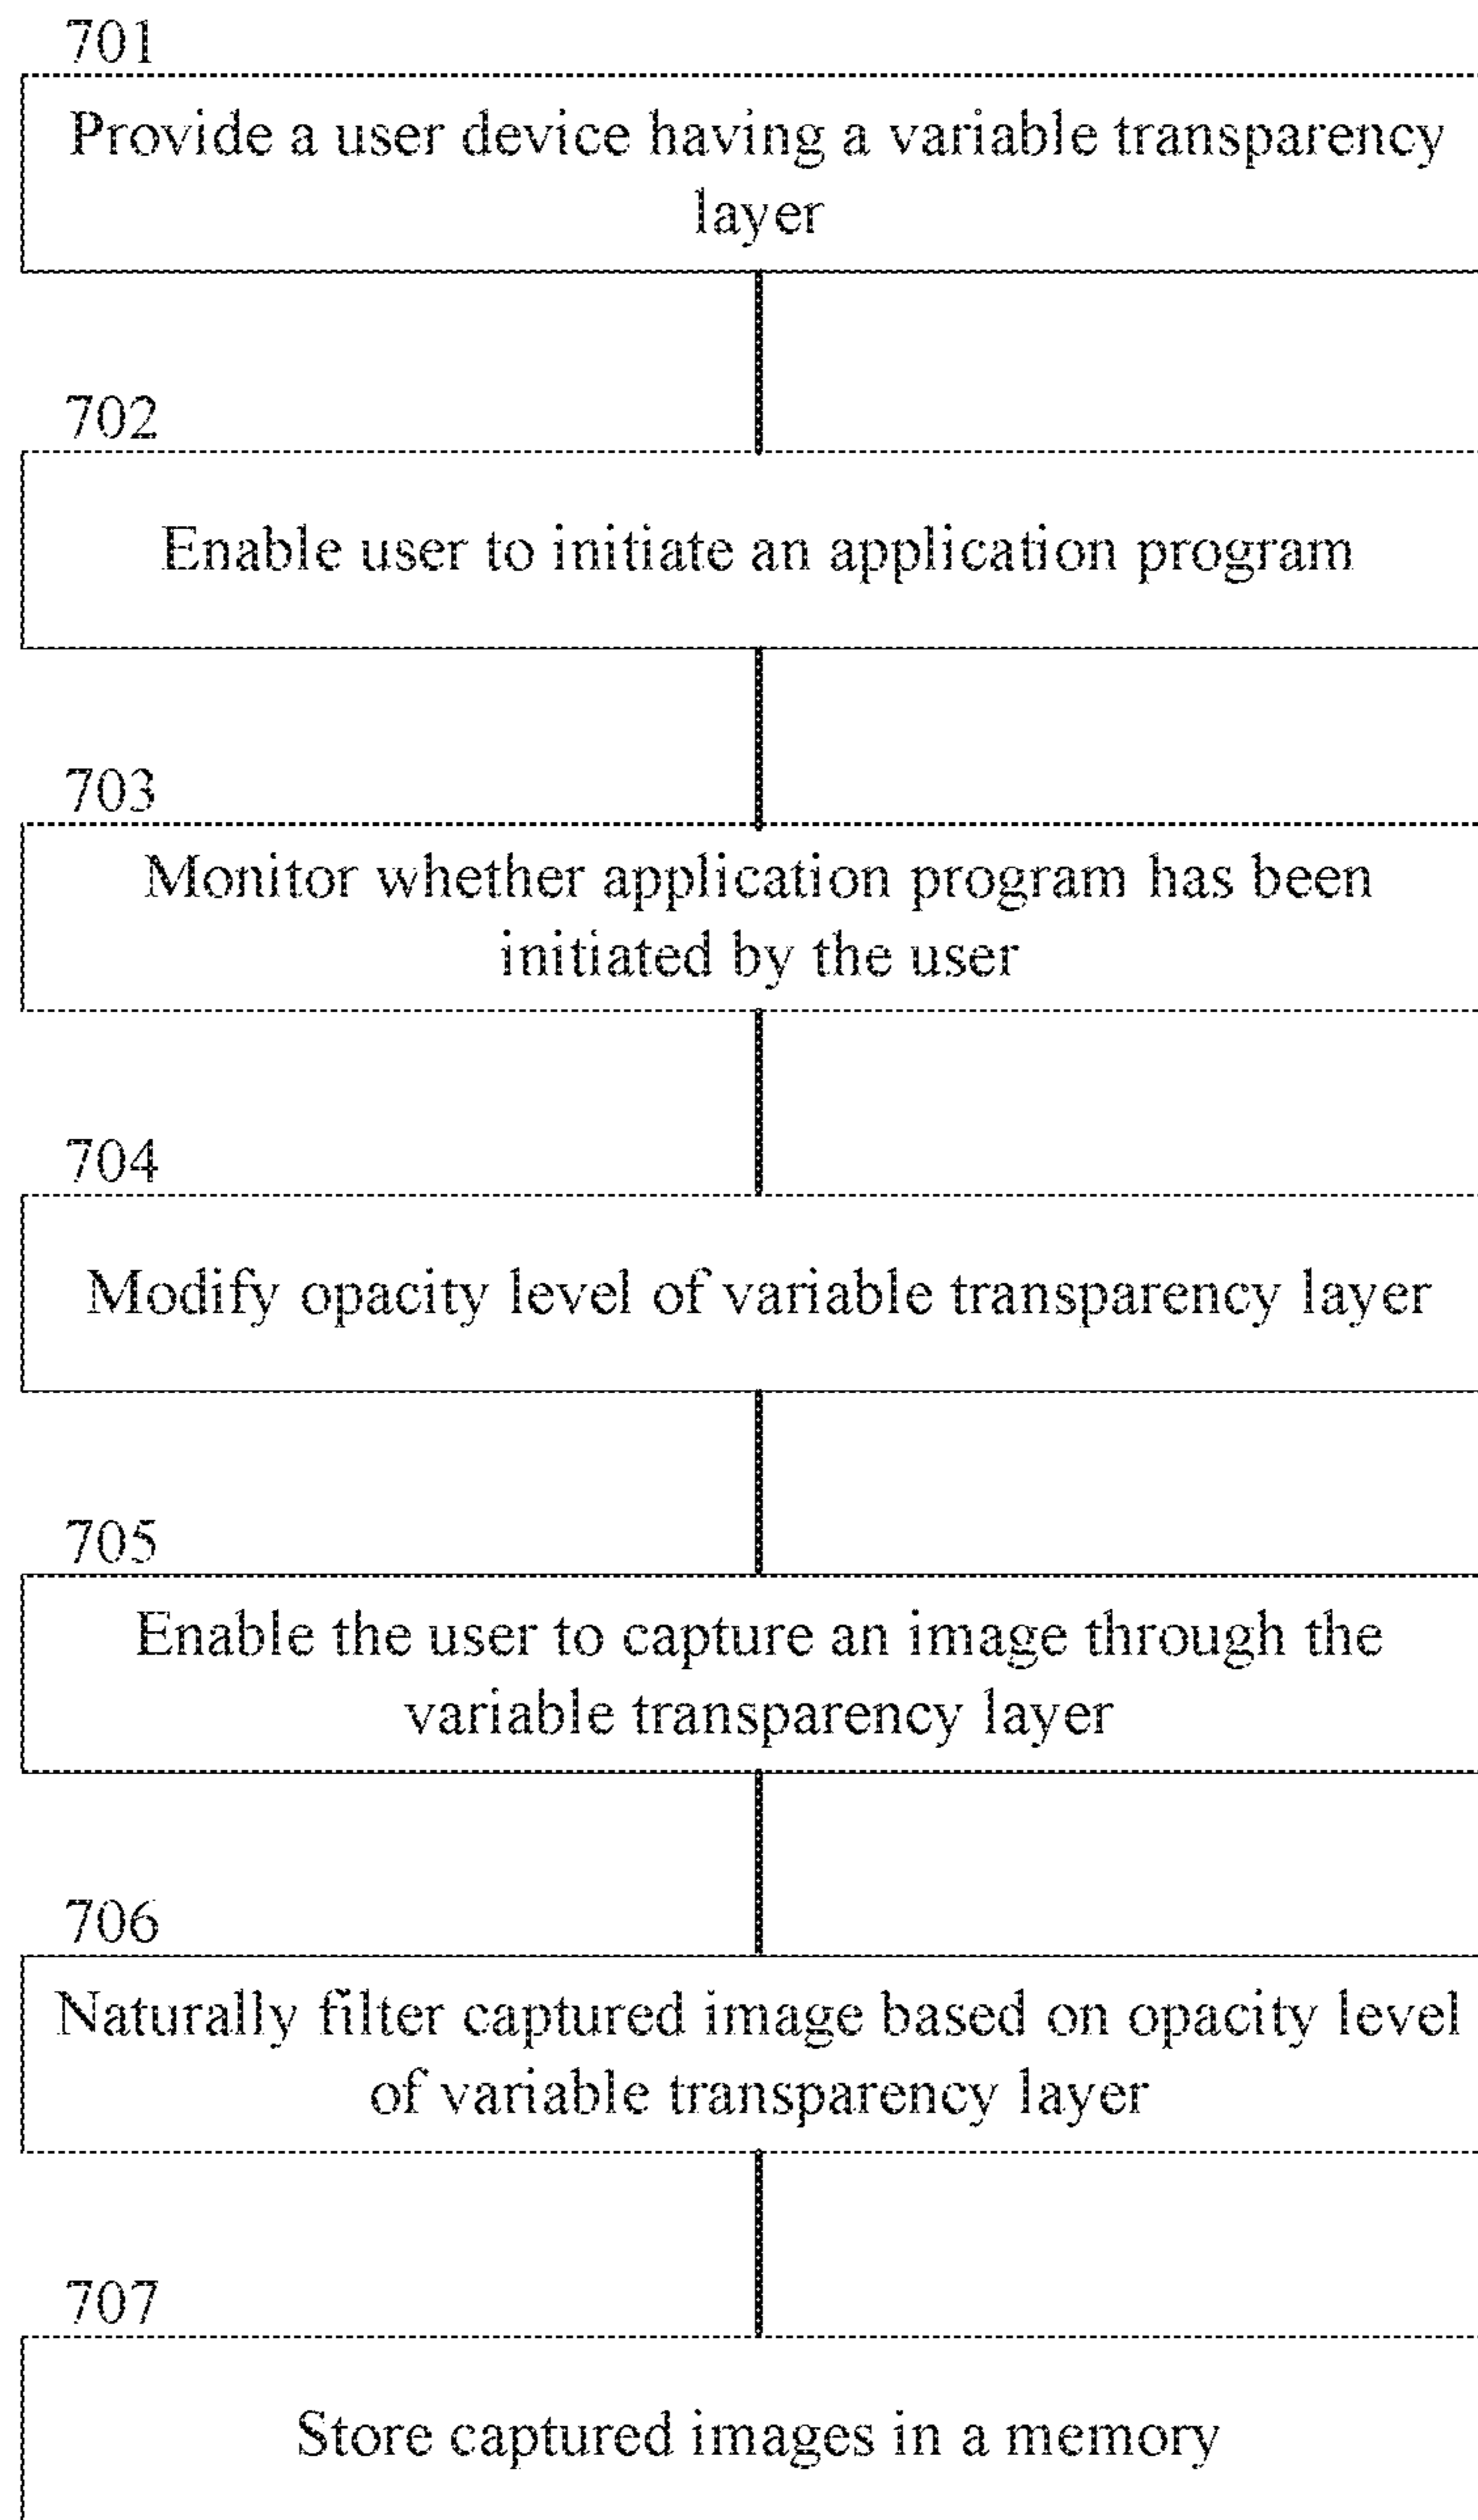 701
Provide a user device having a variable transparency
layer
702
Enable user to initiate an application program
703
Monitor whether application program has been
initiated by the user
704
Modify opacity level of variable transparency layer
705
Enable the user to capture an image through the
variable transparency layer
706
Naturally filter captured image based on opacity level
of variable transparency layer
707
Store captured images in a memory